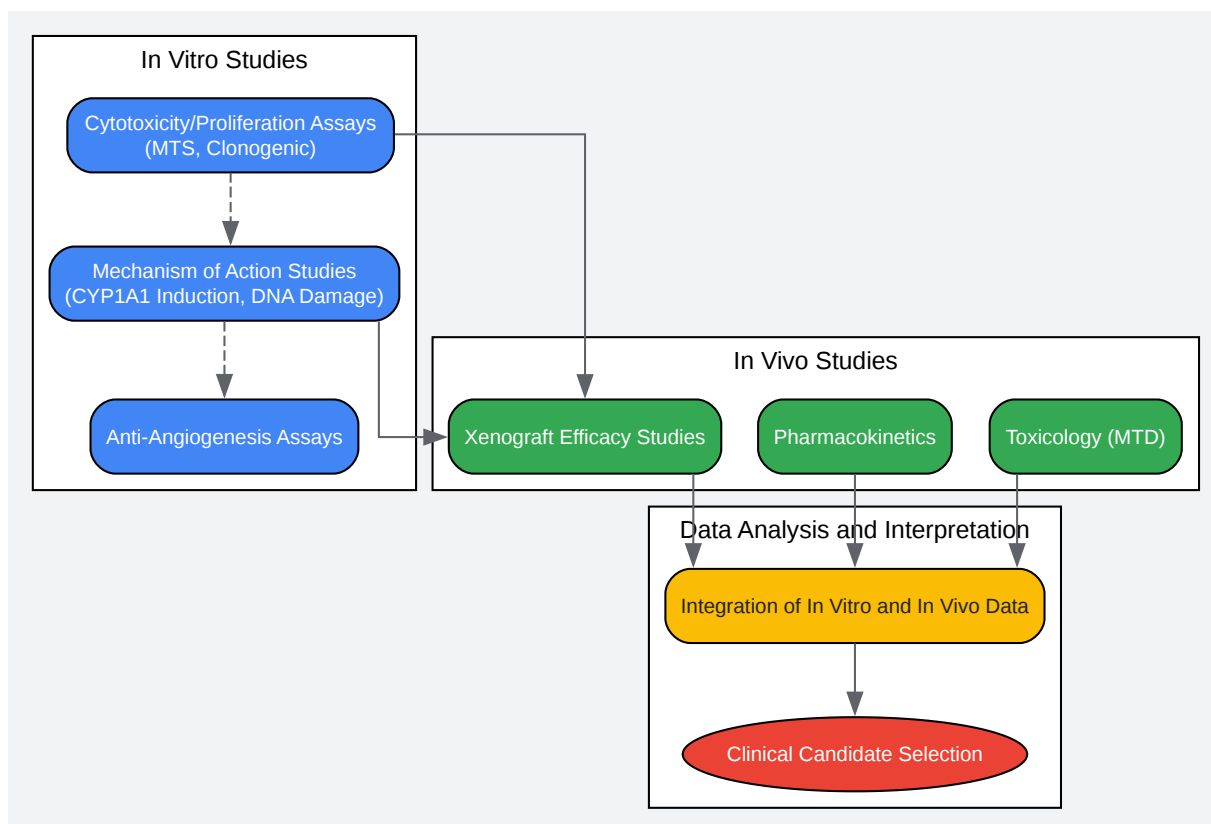 In Vitro Studies
Cytotoxicity/Proliferation Assays
(MTS, Clonogenic)
Mechanism of Action Studies
(CYP1A1 Induction, DNA Damage)
Anti-Angiogenesis Assays
In Vivo Studies
Xenograft Efficacy Studies
Pharmacokinetics
Toxicology (MTD)
Data Analysis and Interpretation
Integration of In Vitro and In Vivo Data
Clinical Candidate Selection